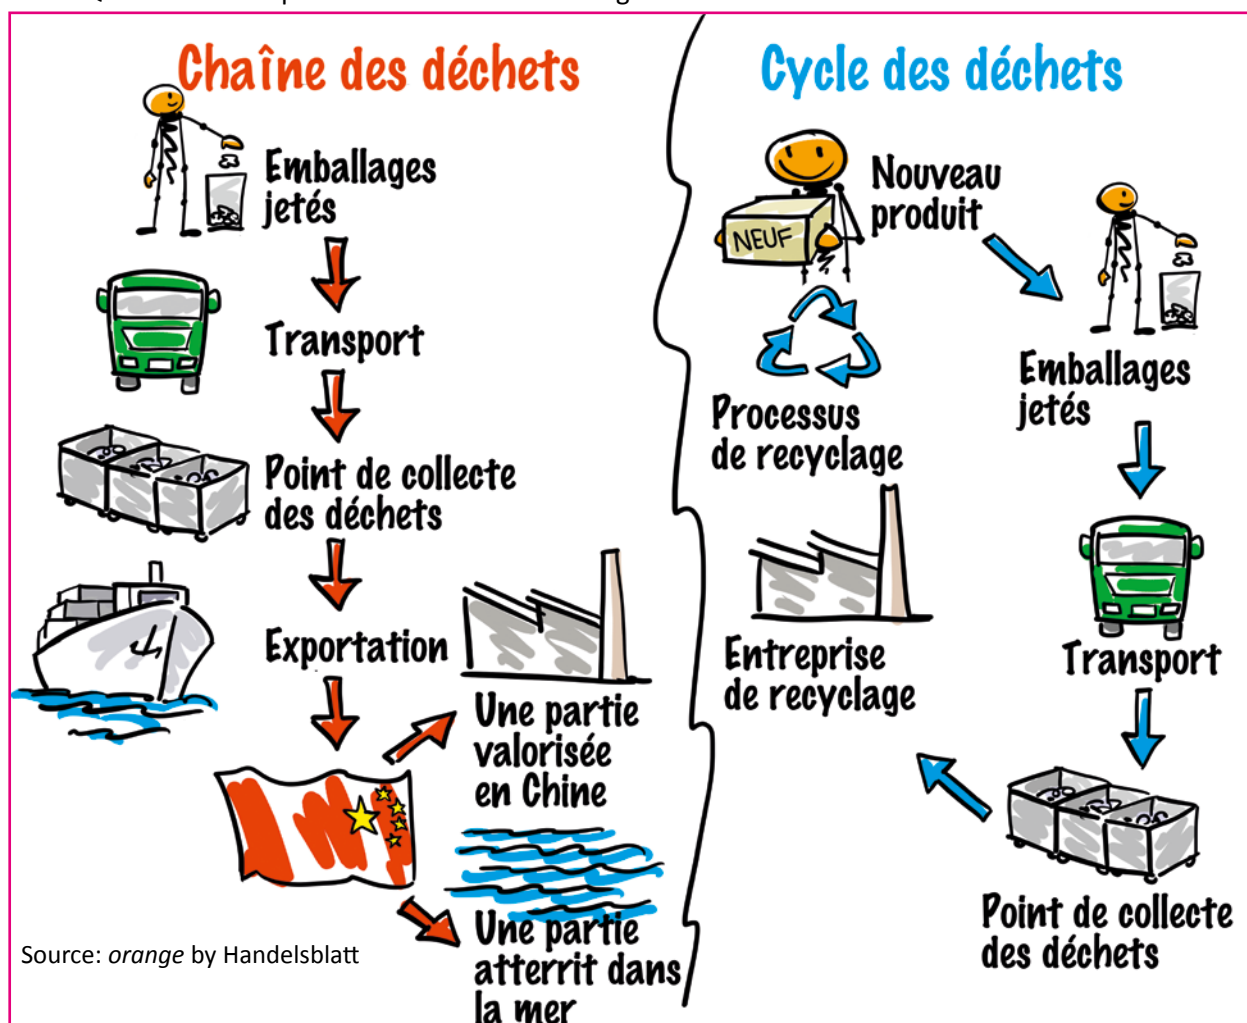 Chaîne des déchets
Emballages
jetés
Transport
Point de collecte
des déchets
Exportation
Une partie
valorisée
en Chine
Une partie
atterrit dans
la mer
Source: orange by Handelsblatt
Cycle des déchets
NEUF
Nouveau
produit
Emballages
jetés
Transport
Point de collecte
des déchets
Entreprise
de recyclage
Processus
de recyclage